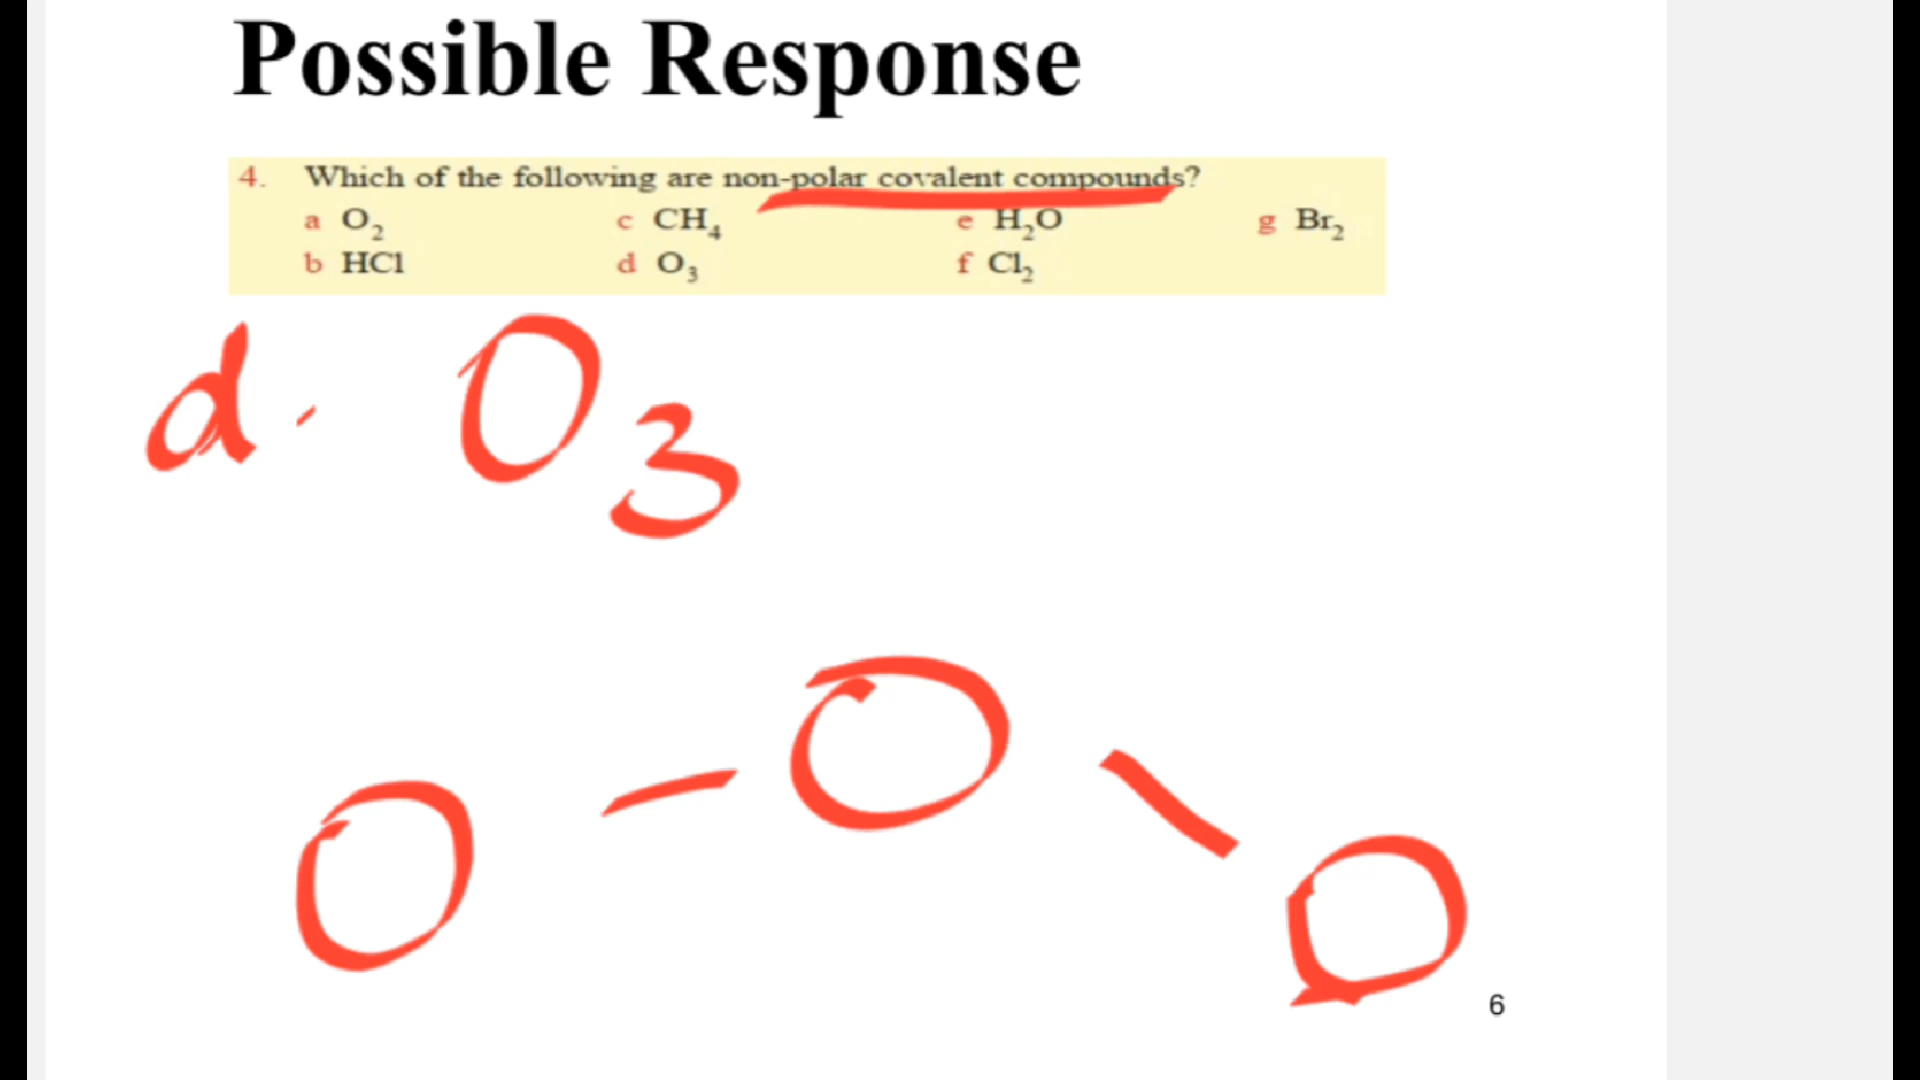 Possible Response
4. Which of the following are non-polar covalent compounds?
a O₂ c CH₄ e H₂O g Br₂
b HCl d O₃ f Cl₂
d. O₃
O - O \ O
6